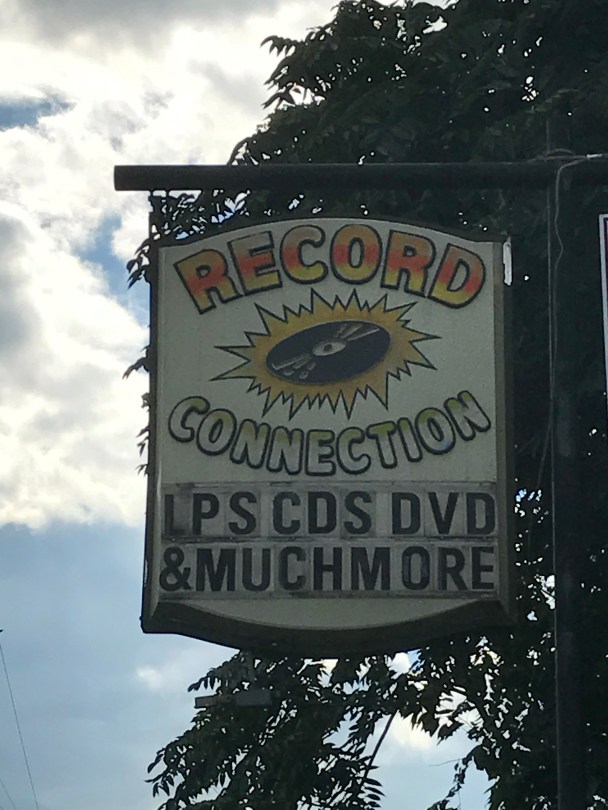 RECORD
CONNECTION
LPS CDS DVD
&MUCHMORE